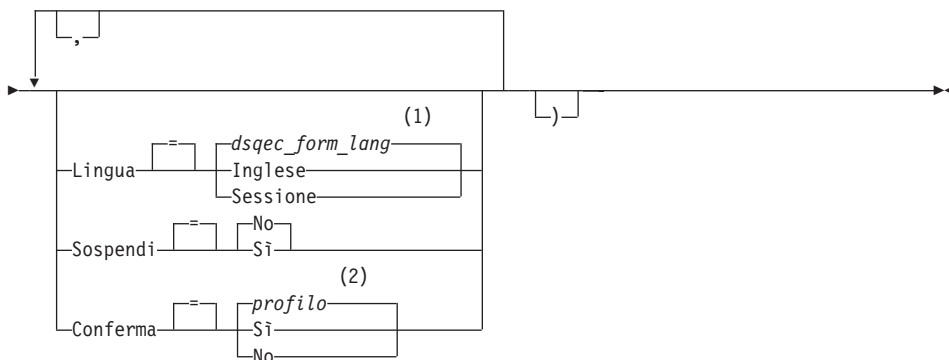 ,
(1)
)
= dsqec_form_lang
Lingua Inglese
Sessione
= No
Sospendi Sì
(2)
= profilo
Conferma Sì
No